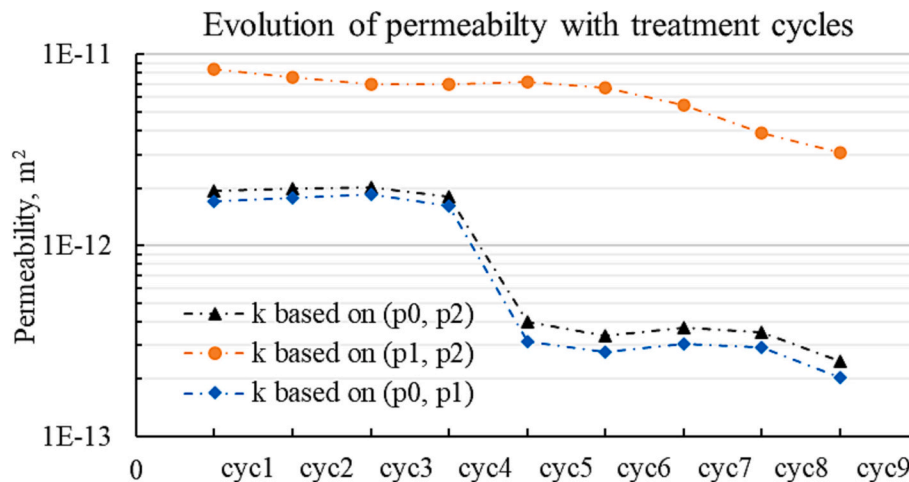 Evolution of permeabilty with treatment cycles
1E-11
1E-12
1E-13
Permeability, m²
k based on (p0, p2)
k based on (p1, p2)
k based on (p0, p1)
0 cyc1 cyc2 cyc3 cyc4 cyc5 cyc6 cyc7 cyc8 cyc9